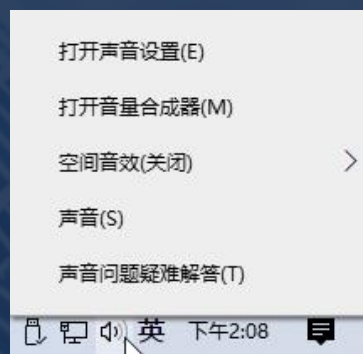 打开声音设置(E)
打开音量合成器(M)
空间音效(关闭)
声音(S)
声音问题疑难解答(T)
英 下午2:08